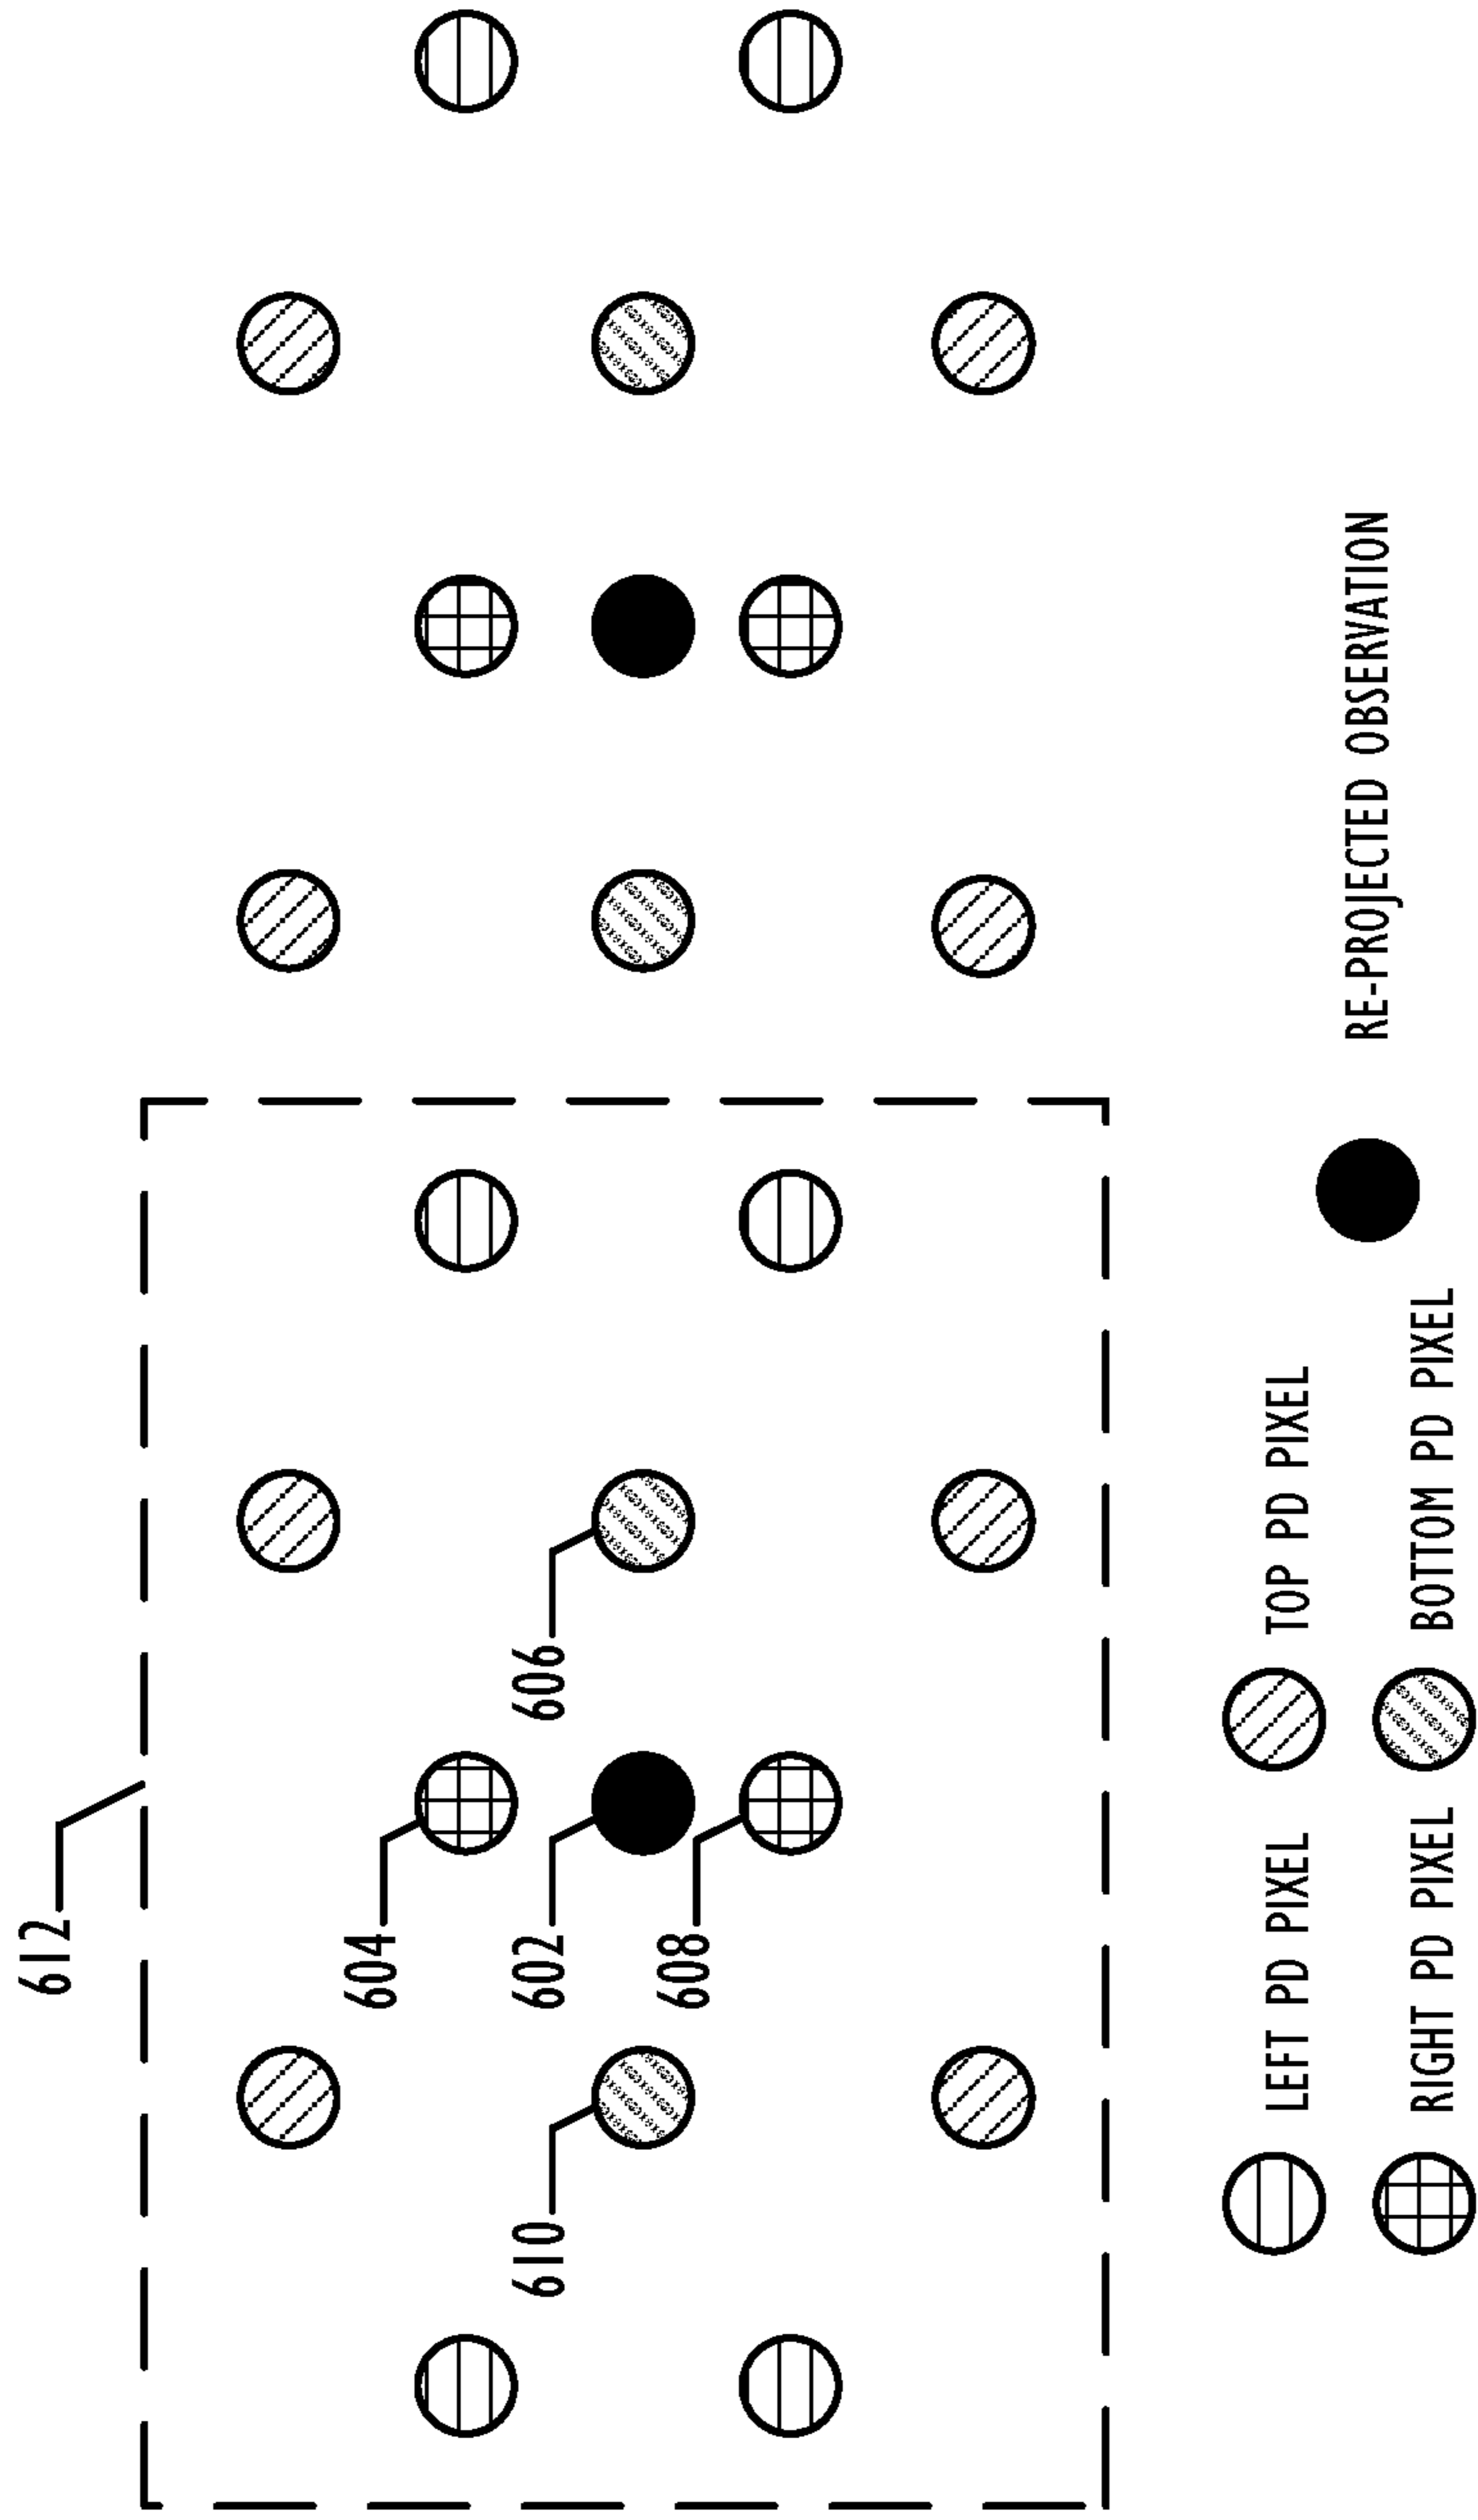 612
604
602
608
606
610
LEFT PD PIXEL
TOP PD PIXEL
RIGHT PD PIXEL
BOTTOM PD PIXEL
RE-PROJECTED OBSERVATION